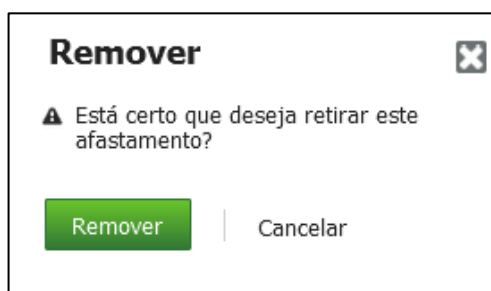 Remover
Está certo que deseja retirar este
afastamento?
Remover
Cancelar